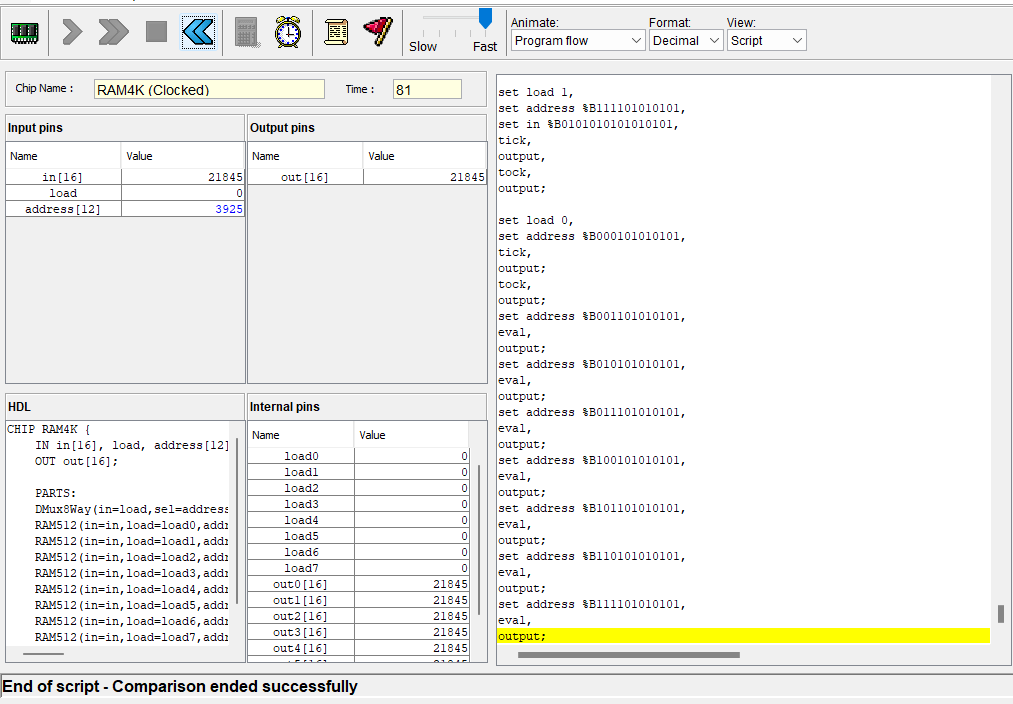 Slow Fast
Animate: Format: View:
Program flow Decimal Script
Chip Name : RAM4K (Clocked) Time : 81
Input pins
Name Value
in[16] 21845
load 0
address[12] 3925
Output pins
Name Value
out[16] 21845
HDL
CHIP RAM4K {
IN in[16], load, address[12]
OUT out[16];
PARTS:
DMux8Way(in=load,sel=address
RAM512(in=in,load=load0,addr
RAM512(in=in,load=load1,addr
RAM512(in=in,load=load2,addr
RAM512(in=in,load=load3,addr
RAM512(in=in,load=load4,addr
RAM512(in=in,load=load5,addr
RAM512(in=in,load=load6,addr
RAM512(in=in,load=load7,addr
Internal pins
Name Value
load0 0
load1 0
load2 0
load3 0
load4 0
load5 0
load6 0
load7 0
out0[16] 21845
out1[16] 21845
out2[16] 21845
out3[16] 21845
out4[16] 21845
set load 1,
set address %B111101010101,
set in %B0101010101010101,
tick,
output,
tock,
output;
set load 0,
set address %B000101010101,
tick,
output;
tock,
output;
set address %B001101010101,
eval,
output;
set address %B010101010101,
eval,
output;
set address %B011101010101,
eval,
output;
set address %B100101010101,
eval,
output;
set address %B101101010101,
eval,
output;
set address %B110101010101,
eval,
output;
set address %B111101010101,
eval,
output;
End of script - Comparison ended successfully